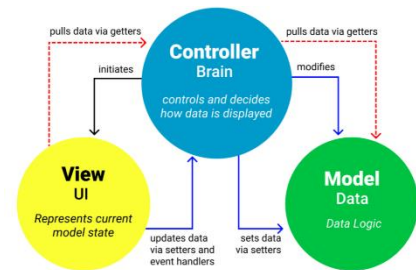 pulls data via getters
pulls data via getters
Controller
Brain
initiates
modifies
controls and decides
how data is displayed
View
UI
Represents current
model state
Model
Data
Data Logic
updates data
via setters and
event handlers
sets data
via setters